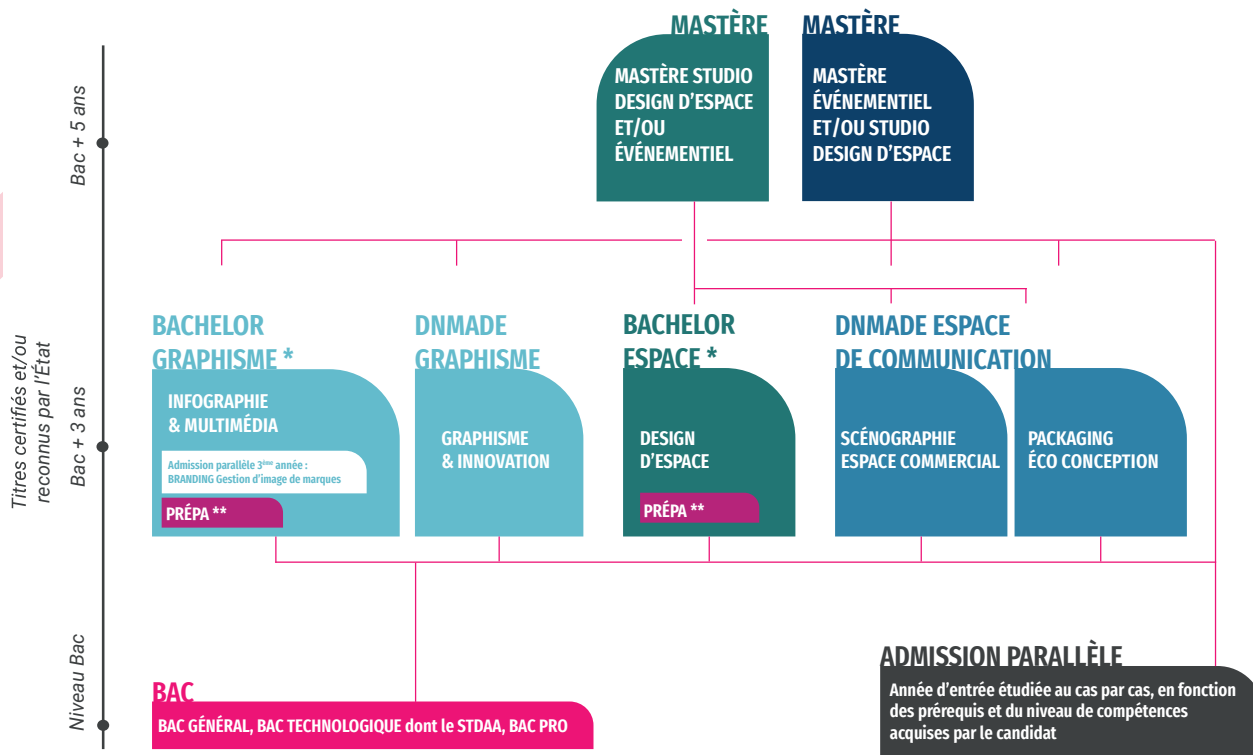 MASTÈRE
MASTÈRE STUDIO
DESIGN D'ESPACE
ET/OU
ÉVÉNEMENTIEL
MASTÈRE
MASTÈRE
ÉVÉNEMENTIEL
ET/OU STUDIO
DESIGN D'ESPACE
Bac + 5 ans
Titres certifiés et/ou
reconnus par l'État
Bac + 3 ans
BACHELOR
GRAPHISME *
INFOGRAPHIE
& MULTIMÉDIA
Admission parallèle 3ème année :
BRANDING Gestion d'image de marques
PRÉPA **
DNMADE
GRAPHISME
GRAPHISME
& INNOVATION
BACHELOR
ESPACE *
DESIGN
D'ESPACE
PRÉPA **
DNMADE ESPACE
DE COMMUNICATION
SCÉNOGRAPHIE
ESPACE COMMERCIAL
PACKAGING
ÉCO CONCEPTION
Niveau Bac
BAC
BAC GÉNÉRAL, BAC TECHNOLOGIQUE dont le STDAA, BAC PRO
ADMISSION PARALLÈLE
Année d'entrée étudiée au cas par cas, en fonction
des prérequis et du niveau de compétences
acquises par le candidat